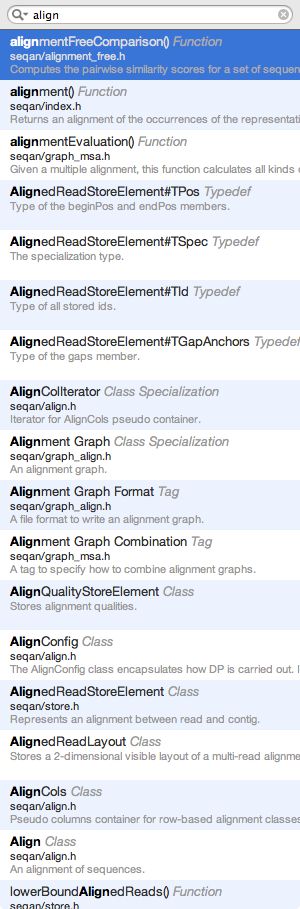 align
alignmentFreeComparison() Function
seqan/alignment_free.h
Computes the pairwise similarity scores for a set of sequen
alignment() Function
seqan/index.h
Returns an alignment of the occurrences of the representati
alignmentEvaluation() Function
seqan/graph_msa.h
Given a multiple alignment, this function calculates all kinds o
AlignedReadStoreElement#TPos Typedef
Type of the beginPos and endPos members.
AlignedReadStoreElement#TSpec Typedef
The specialization type.
AlignedReadStoreElement#TId Typedef
Type of all stored ids.
AlignedReadStoreElement#TGapAnchors Typedef
Type of the gaps member.
AlignColIterator Class Specialization
seqan/align.h
Iterator for AlignCols pseudo container.
Alignment Graph Class Specialization
seqan/graph_align.h
An alignment graph.
Alignment Graph Format Tag
seqan/graph_align.h
A file format to write an alignment graph.
Alignment Graph Combination Tag
seqan/graph_msa.h
A tag to specify how to combine alignment graphs.
AlignQualityStoreElement Class
Stores alignment qualities.
AlignConfig Class
seqan/align.h
The AlignConfig class encapsulates how DP is carried out. I
AlignedReadStoreElement Class
seqan/store.h
Represents an alignment between read and contig.
AlignedReadLayout Class
Stores a 2-dimensional visible layout of a multi-read alignme
AlignCols Class
seqan/align.h
Pseudo columns container for row-based alignment classes
Align Class
seqan/align.h
An alignment of sequences.
lowerBoundAlignedReads() Function
seqan/store.h